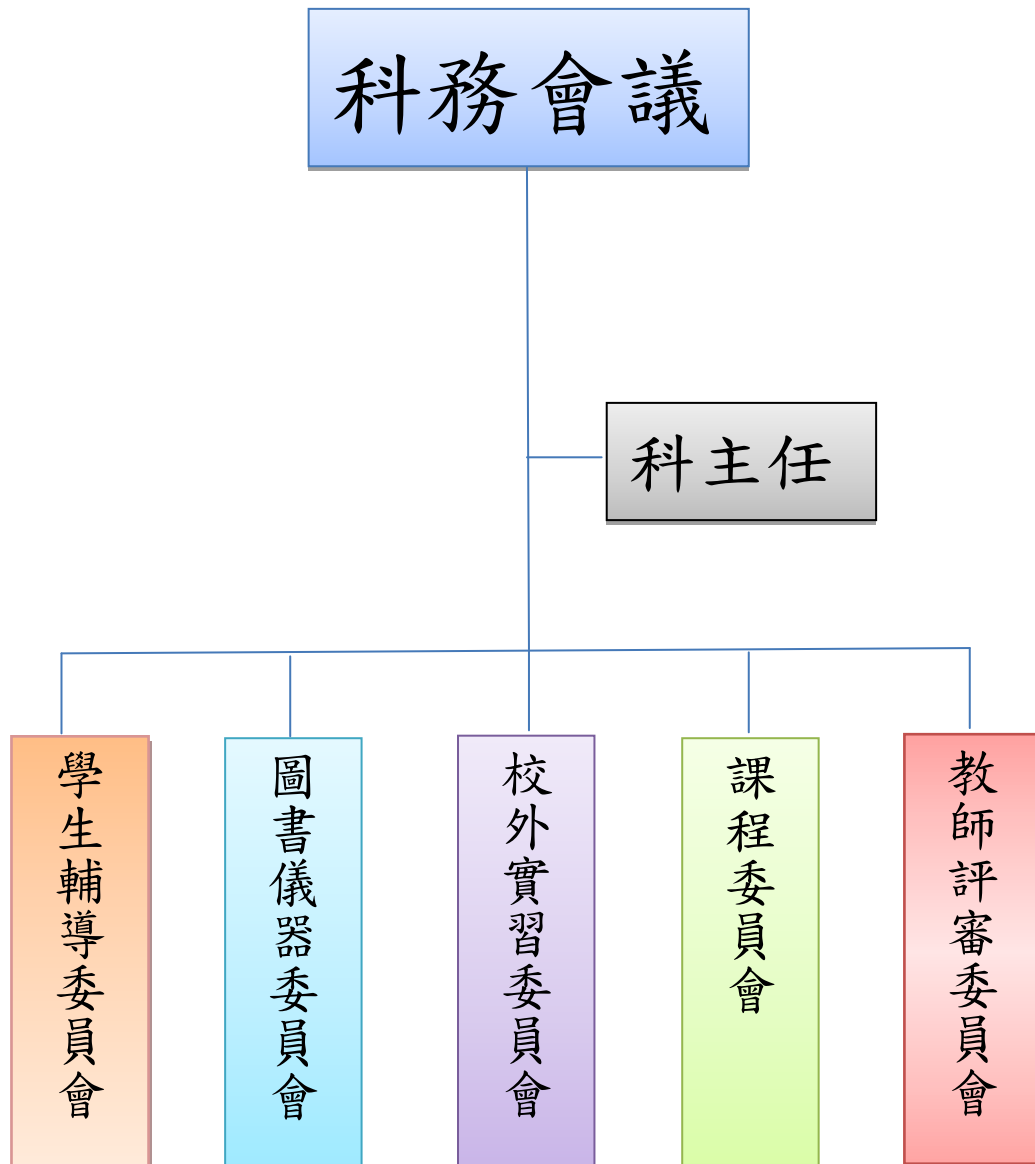 科務會議
科主任
學生輔導委員會
圖書儀器委員會
校外實習委員會
課程委員會
教師評審委員會